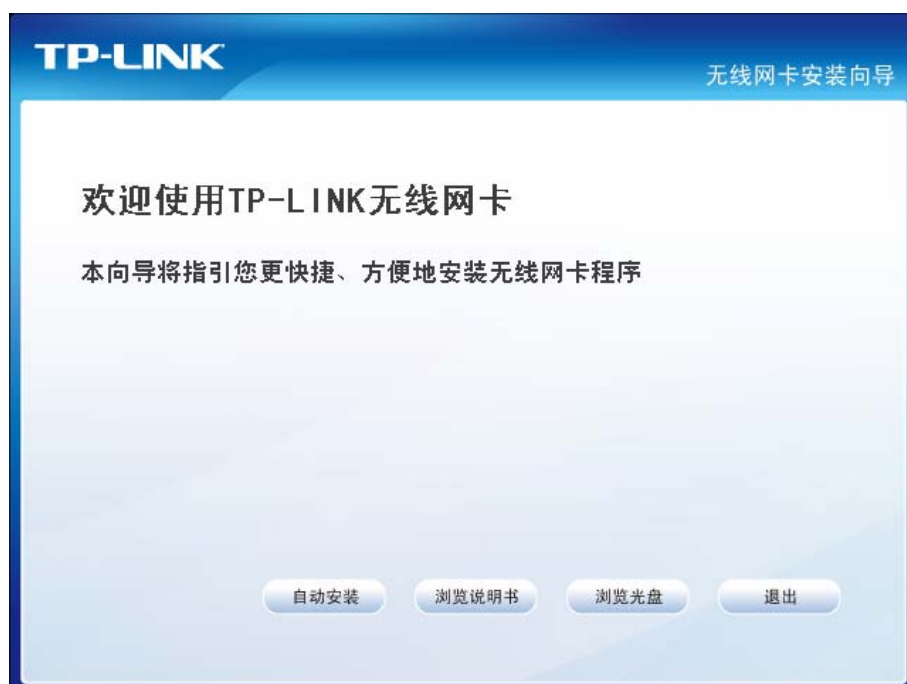 TP-LINK
无线网卡安装向导
欢迎使用TP-LINK无线网卡
本向导将指引您更快捷、方便地安装无线网卡程序
自动安装 浏览说明书 浏览光盘 退出